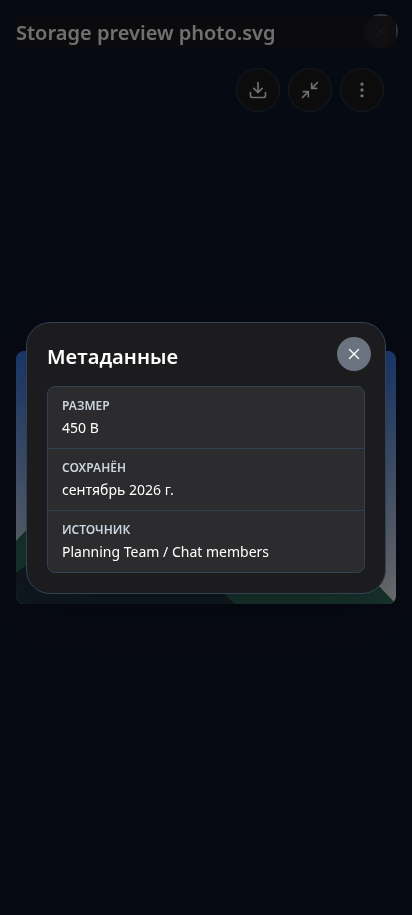 Storage preview photo.svg
Метаданные
РАЗМЕР
450 B
СОХРАНЁН
сентябрь 2026 г.
ИСТОЧНИК
Planning Team / Chat members